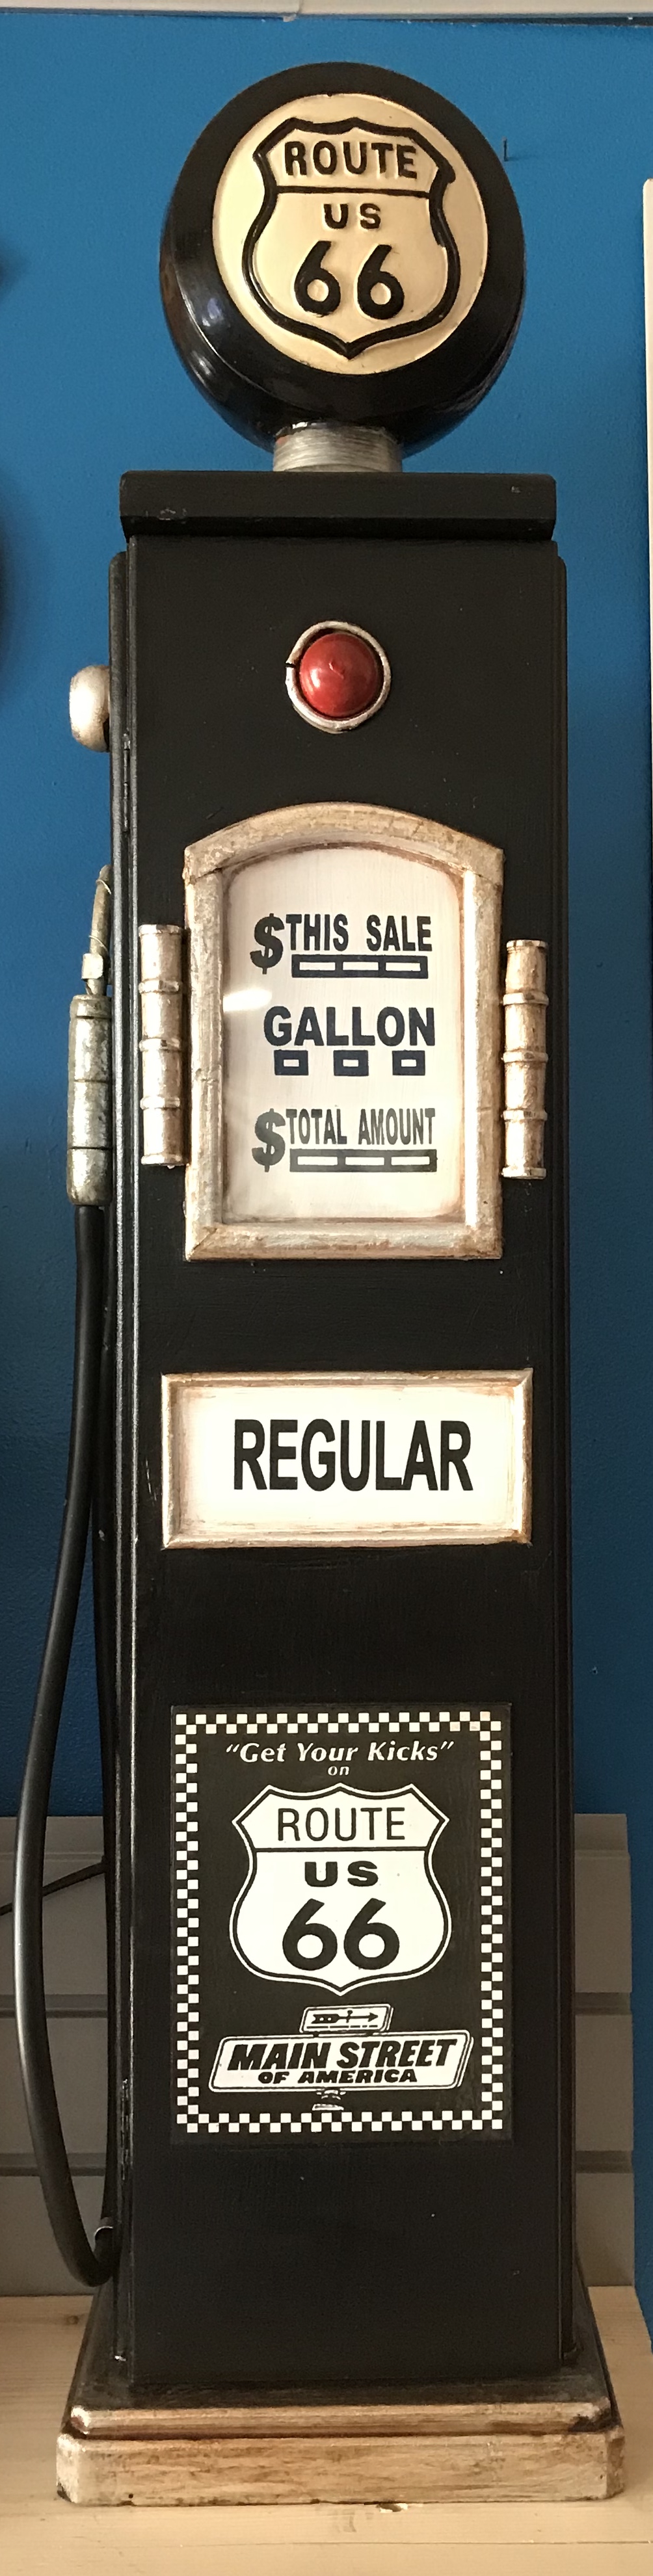 ROUTE
US
66
$THIS SALE
GALLON
$TOTAL AMOUNT
REGULAR
"Get Your Kicks"
on
ROUTE
US
66
MAIN STREET
OF AMERICA